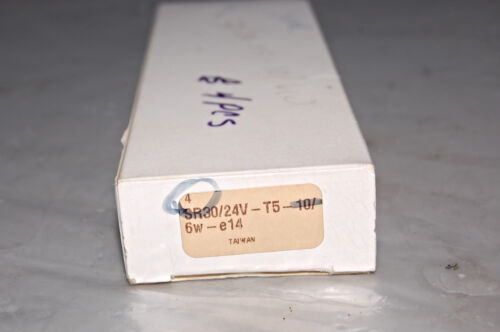 4 pcs
4
SR30/24V-T5-10/
6w-e14
TAIWAN